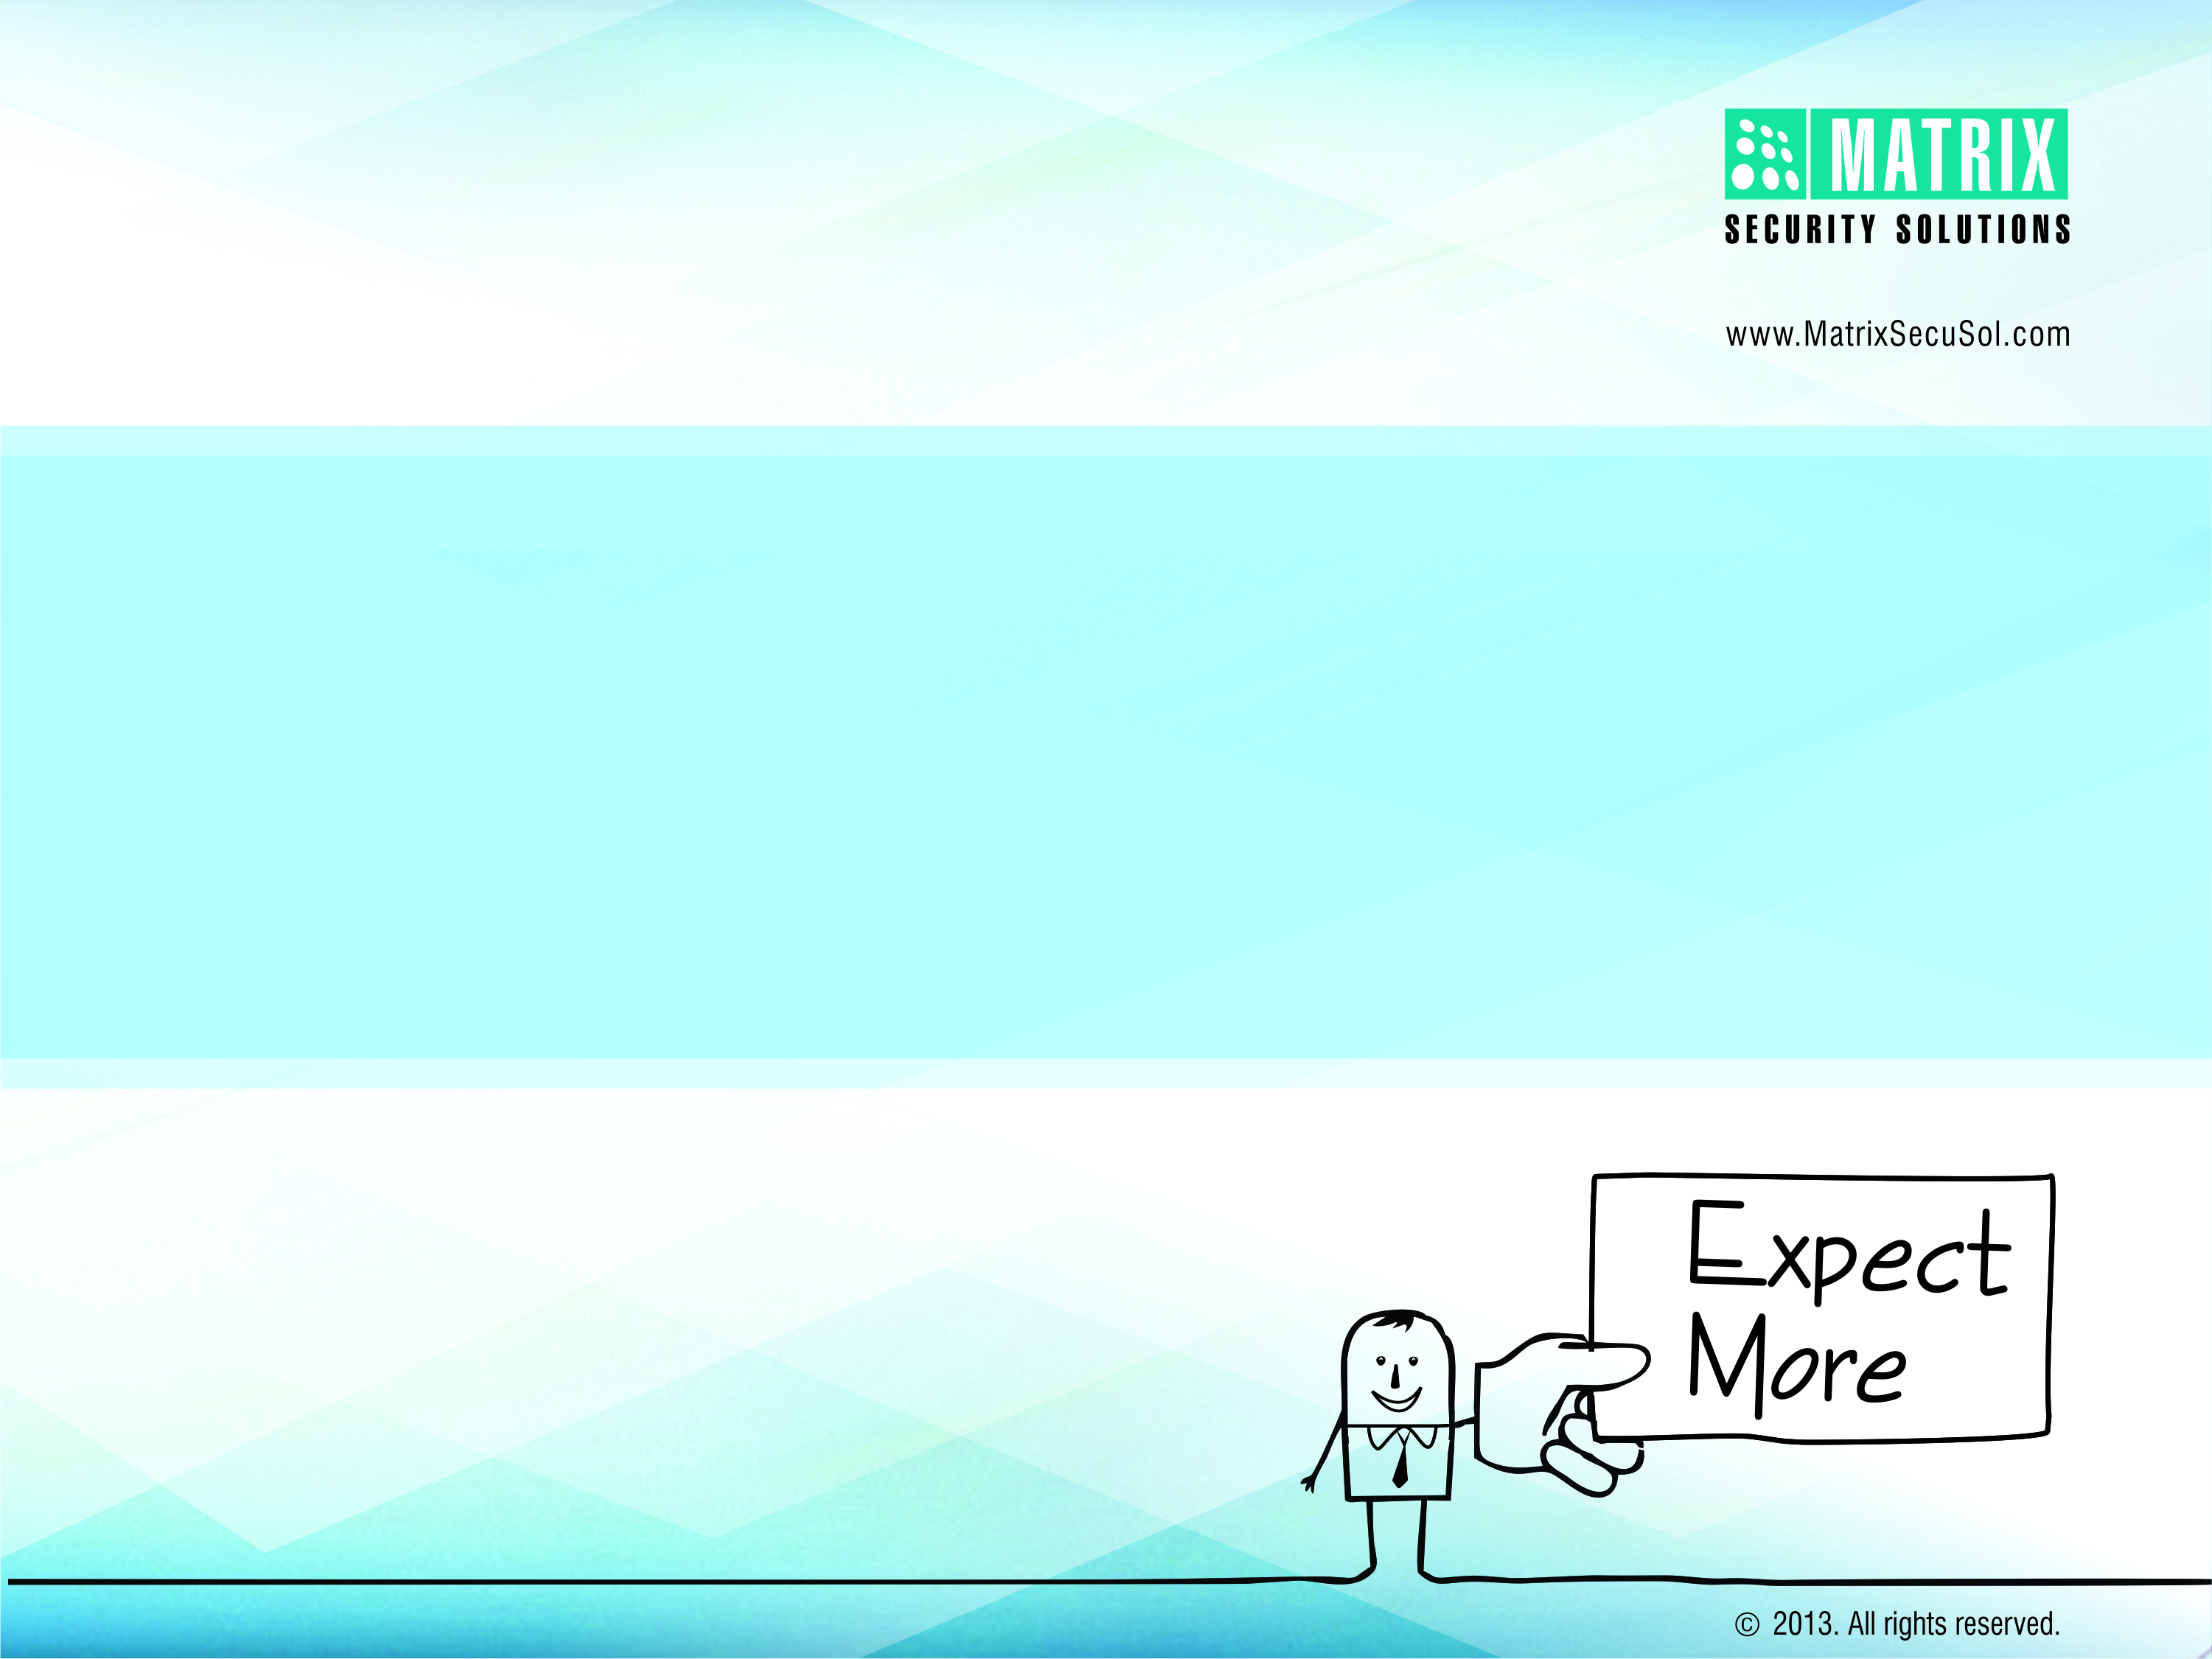 MATRIX
SECURITY SOLUTIONS
www.MatrixSecuSol.com
Expect
More
© 2013. All rights reserved.